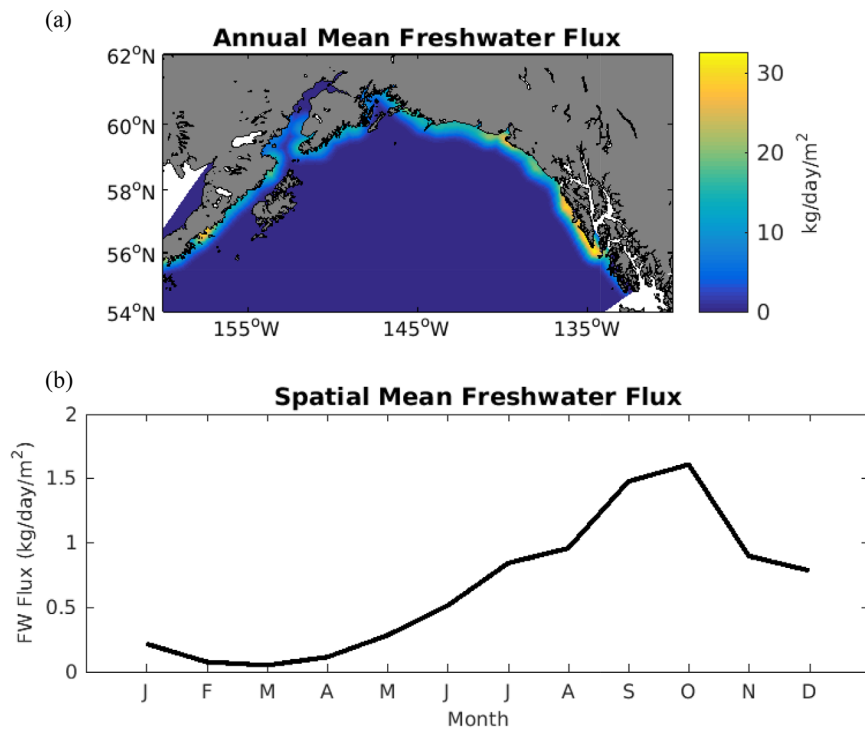 (a)
Annual Mean Freshwater Flux
62°N
60°N
58°N
56°N
54°N
155°W 145°W 135°W
30
20
10
0
kg/day/m²
(b)
Spatial Mean Freshwater Flux
2
1.5
1
0.5
0
FW Flux (kg/day/m²)
J F M A M J J A S O N D
Month